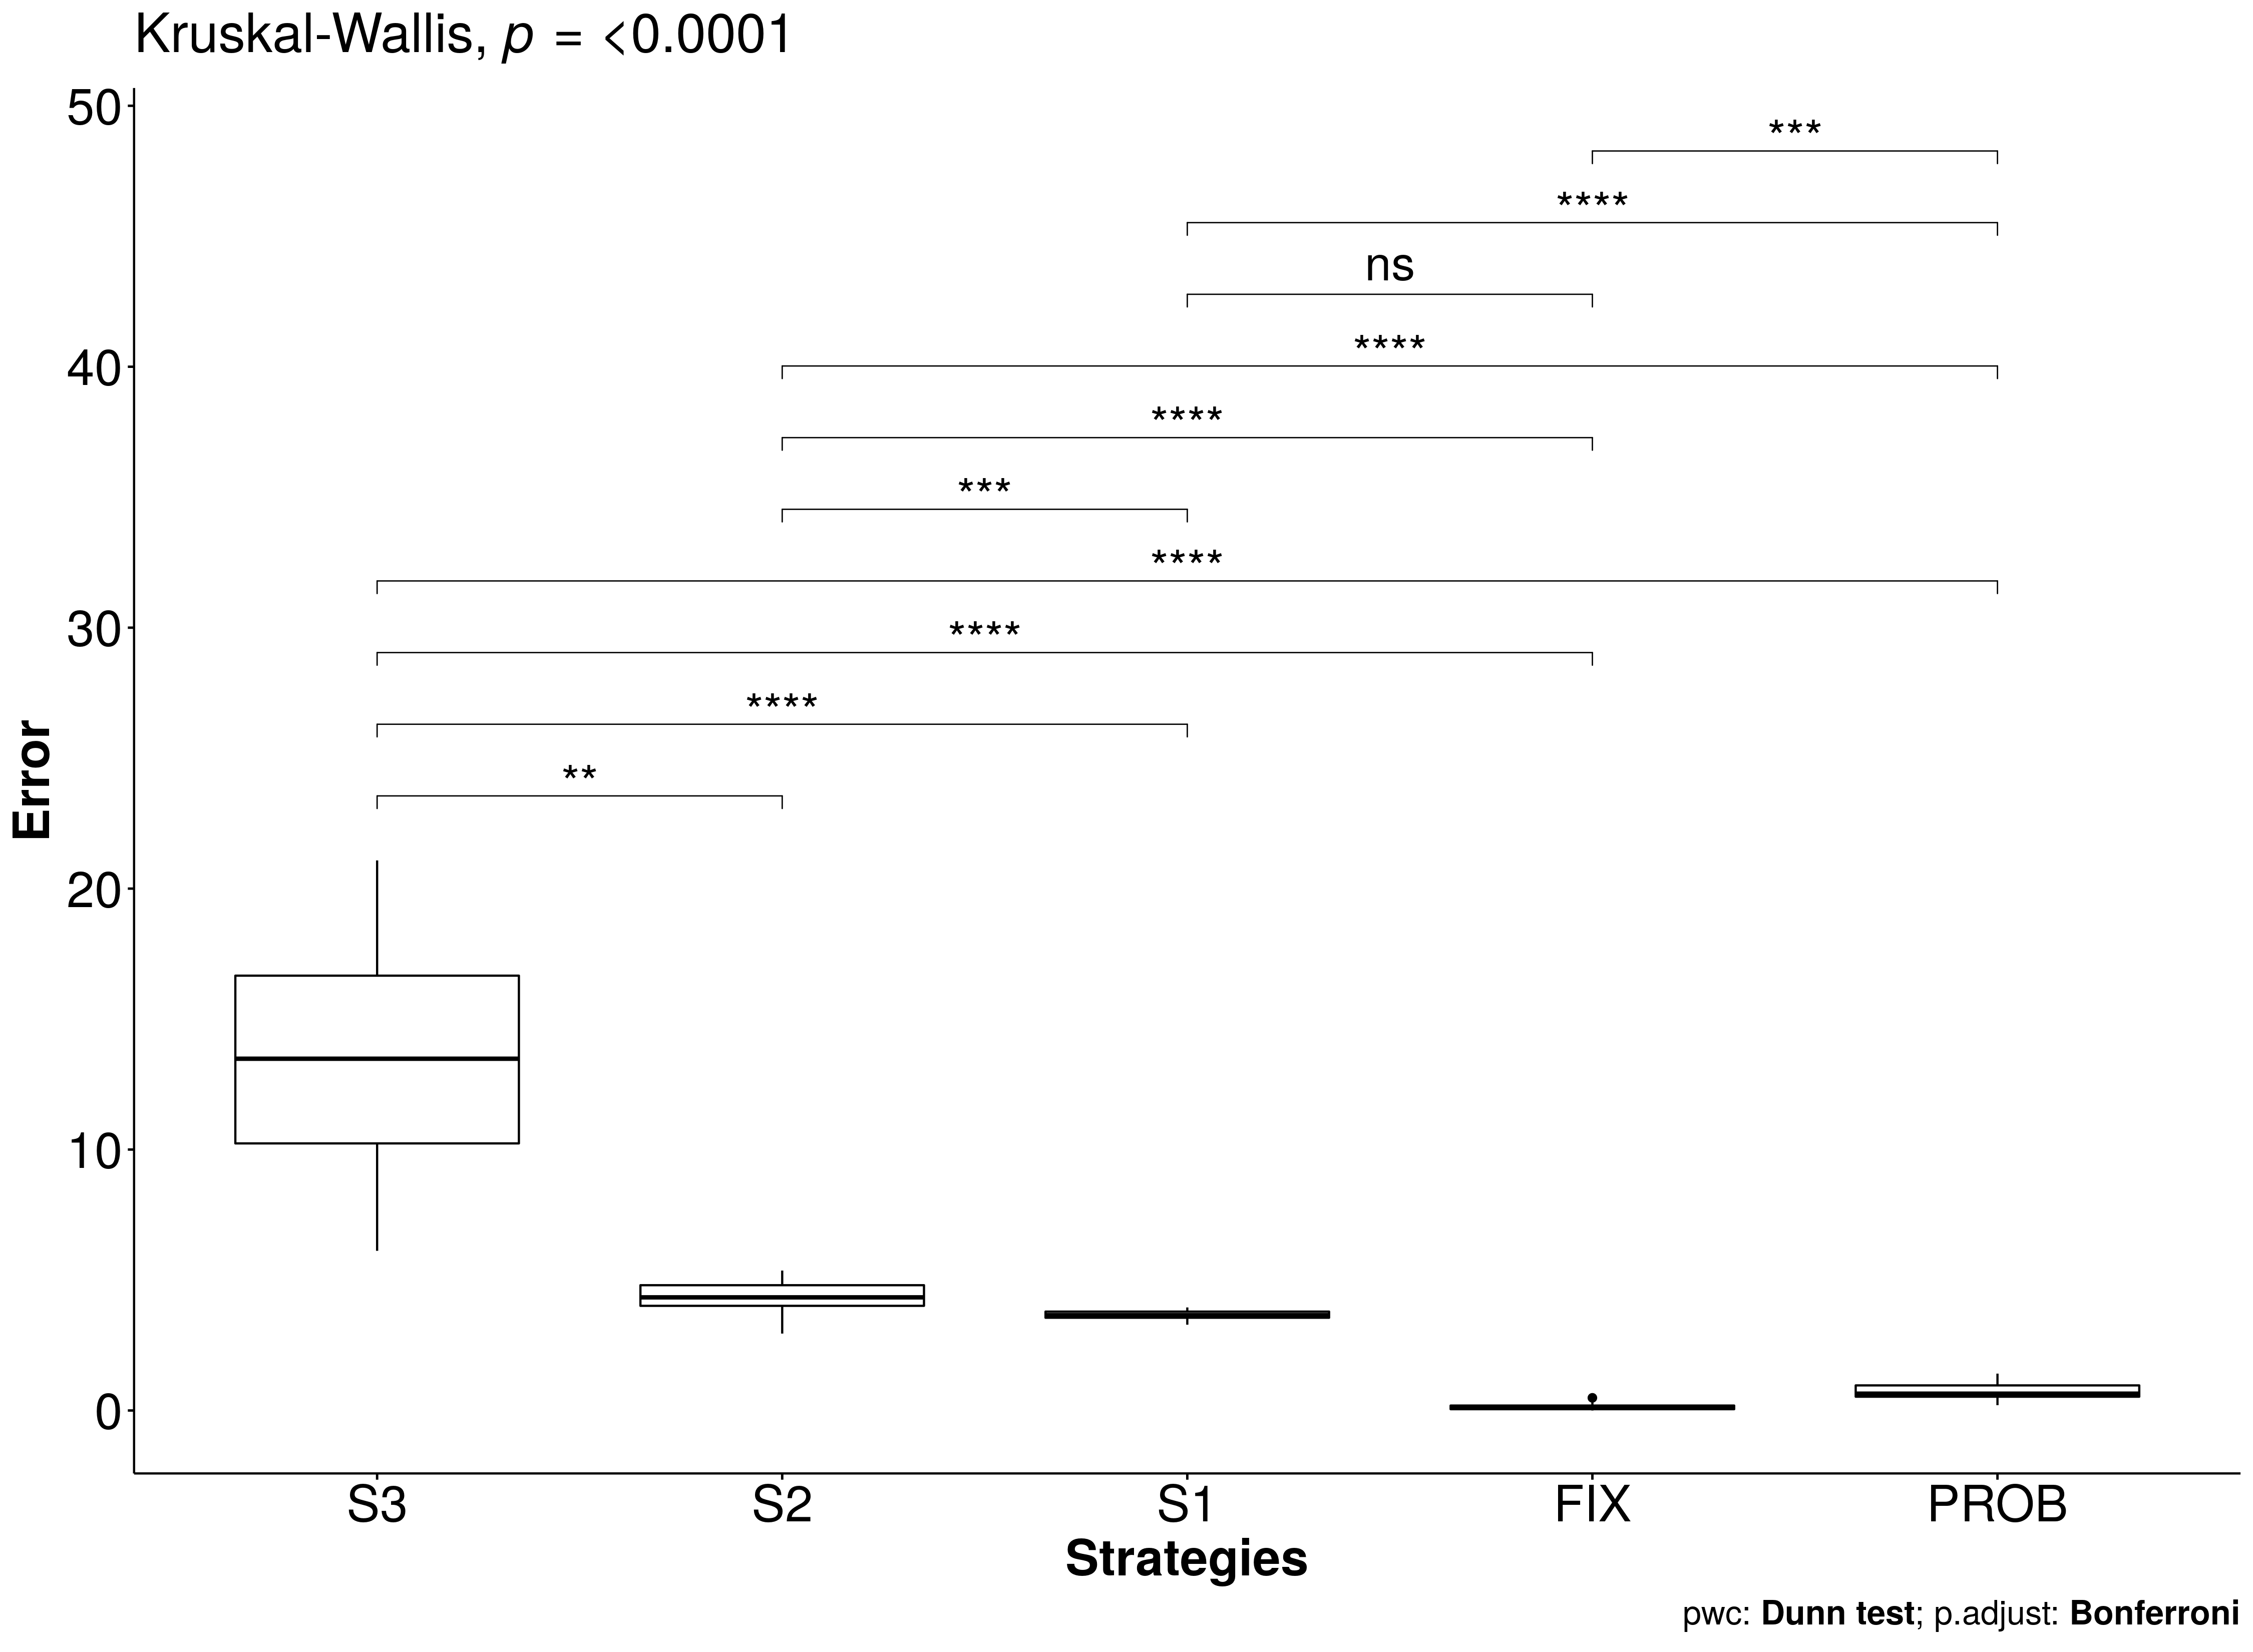 Kruskal-Wallis, p = <0.0001
50
***
****
ns
40
****
****
***
****
30
****
****
**
Error
20
10
0
S3 S2 S1 FIX PROB
Strategies
pwc: Dunn test; p.adjust: Bonferroni